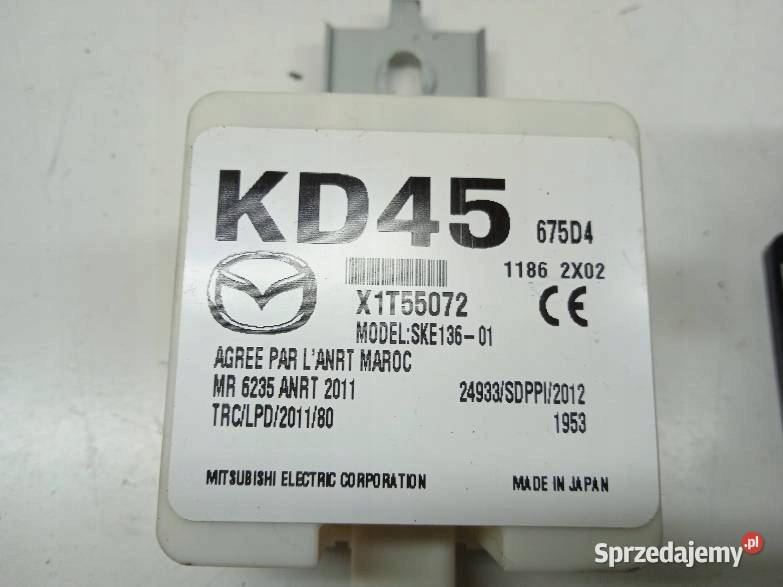 KD45 675D4
1186 2X02
X1T55072
MODEL:SKE136-01
CE
AGREE PAR L'ANRT MAROC
MR 6235 ANRT 2011 24933/SDPPI/2012
TRC/LPD/2011/80 1953
MITSUBISHI ELECTRIC CORPORATION MADE IN JAPAN
Sprzedajemy.pl